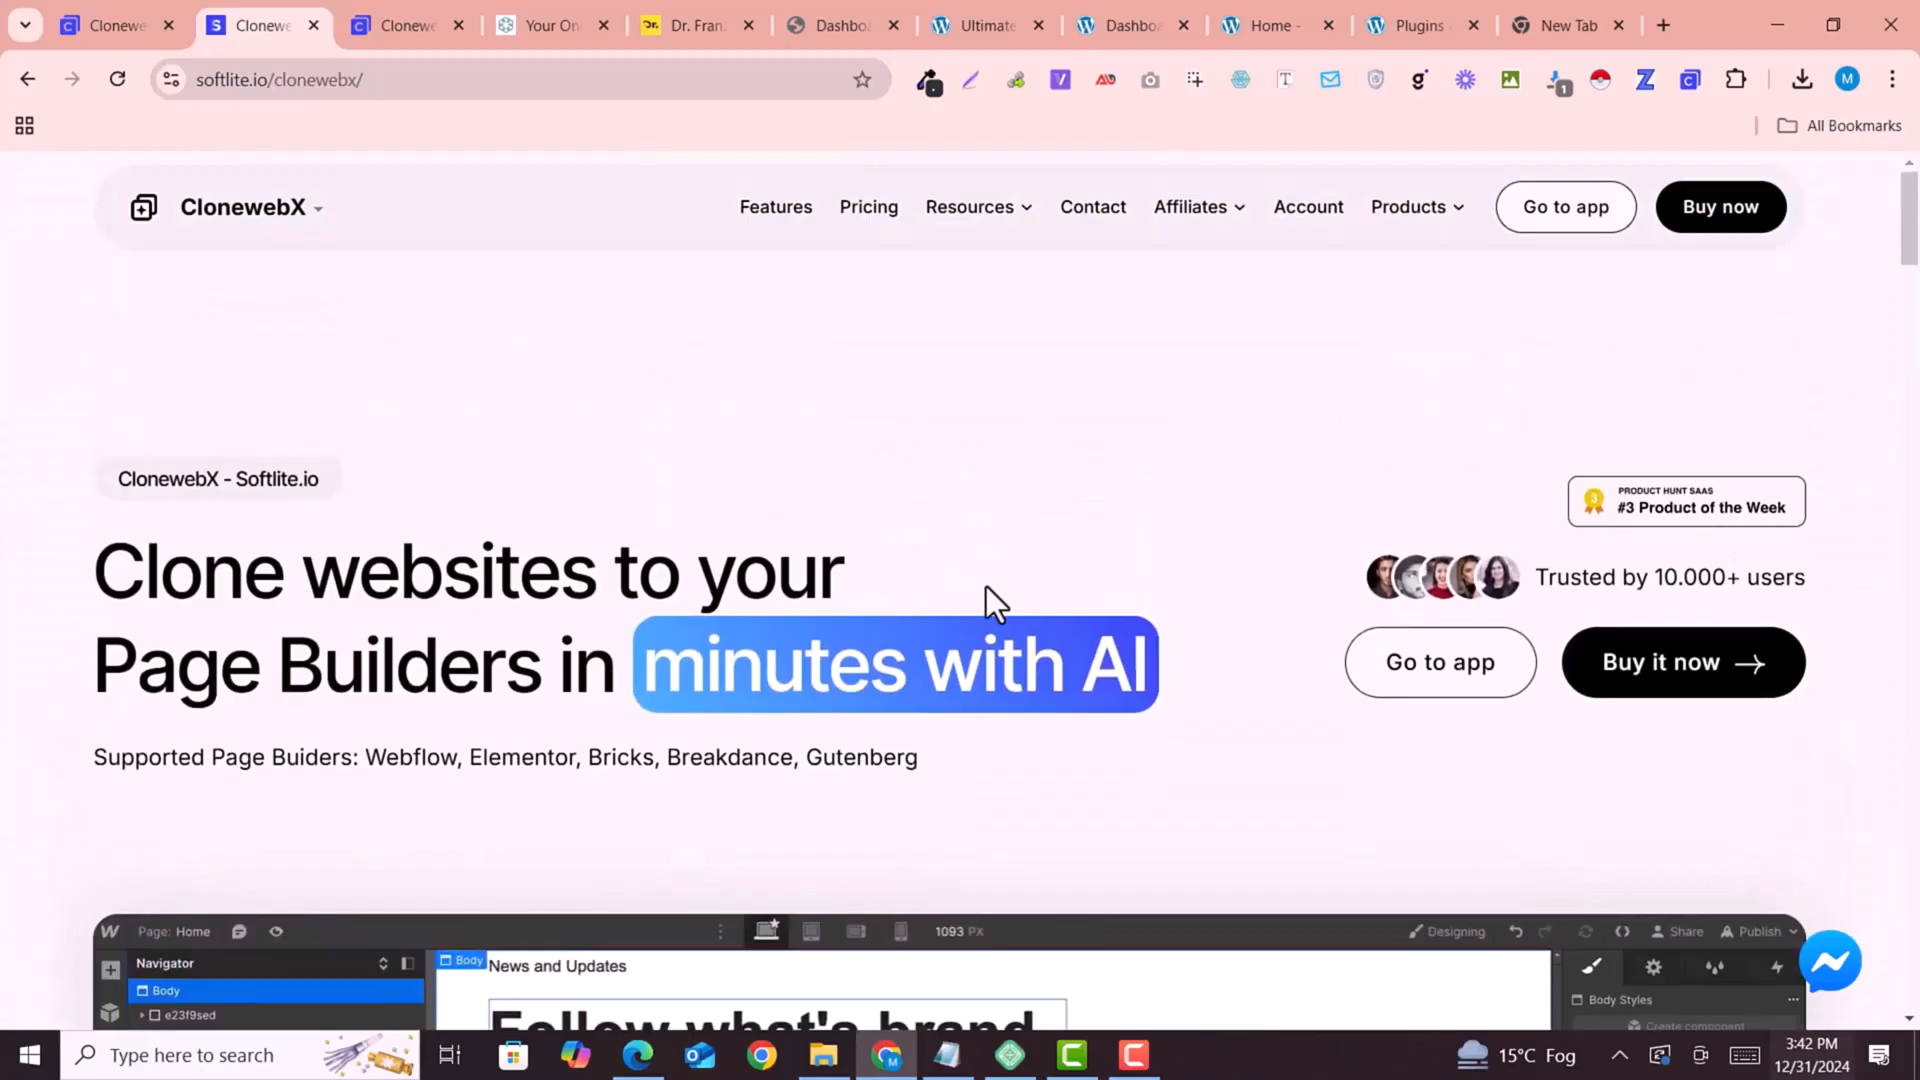 Clonewe
Clonewe
Clonewe
Your On
Dr. Fran
Dashbo
Ultimate
Dashbo
Home -
Plugins
New Tab
softlite.io/clonewebx/
All Bookmarks
ClonewebX
Features
Pricing
Resources
Contact
Affiliates
Account
Products
Go to app
Buy now
ClonewebX - Softlite.io
PRODUCT HUNT SAAS
#3 Product of the Week
Clone websites to your
Page Builders in minutes with AI
Trusted by 10.000+ users
Go to app
Buy it now
Supported Page Buiders: Webflow, Elementor, Bricks, Breakdance, Gutenberg
Page: Home
1093 PX
Designing
Share
Publish
Navigator
Body
News and Updates
Body
e23f9sed
Follow what's brand
Body Styles
Create component
Type here to search
15°C Fog
3:42 PM
12/31/2024